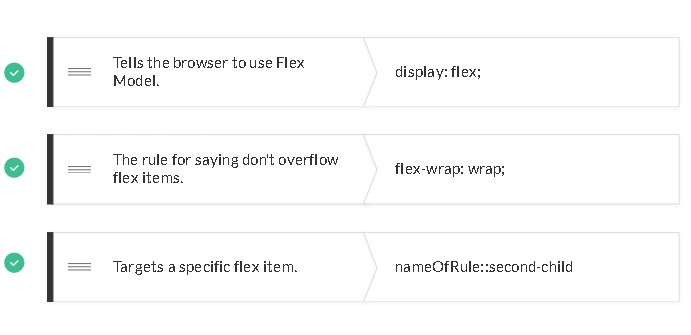 Tells the browser to use Flex
Model.
display: flex;
The rule for saying don't overflow
flex items.
flex-wrap: wrap;
Targets a specific flex item.
nameOfRule::second-child